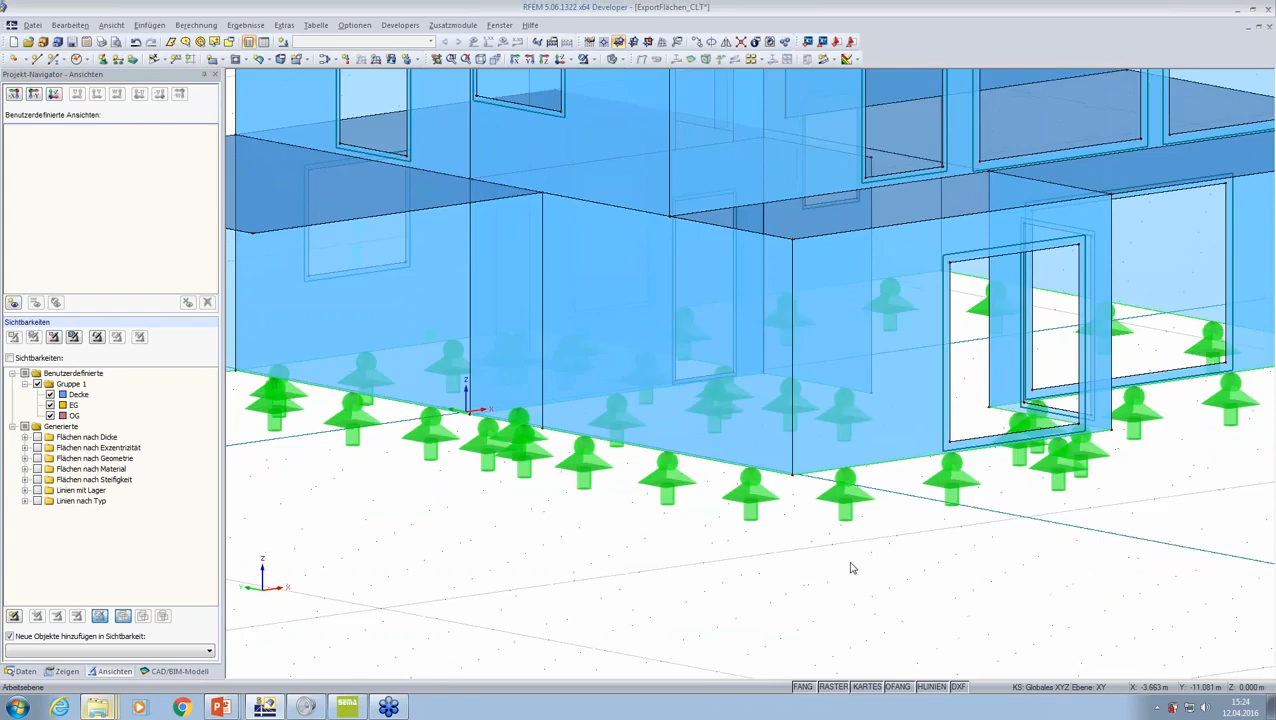 RFEM 5.06.1322 x64 Developer - [ExportFlächen_CLT*]
Datei Bearbeiten Ansicht Einfügen Berechnung Ergebnisse Extras Tabelle Optionen Developers Zusatzmodule Fenster Hilfe
Projekt-Navigator - Ansichten
Benutzerdefinierte Ansichten:
Sichtbarkeiten
Sichtbarkeiten:
Benutzerdefinierte
Gruppe 1
Decke
EG
OG
Generierte
Flächen nach Dicke
Flächen nach Exzentrizität
Flächen nach Geometrie
Flächen nach Material
Flächen nach Steifigkeit
Linien mit Lager
Linien nach Typ
Z
X
Z
Y
X
Neue Objekte hinzufügen in Sichtbarkeit:
Daten Zeigen Ansichten CAD/BIM-Modell
Arbeitsebene
FANG RASTER KARTES OFANG HLINIEN DXF KS: Globales XYZ Ebene: XY X: -3.663 m Y: -11.081 m Z: 0.000 m
SEMA
15:24
12.04.2016